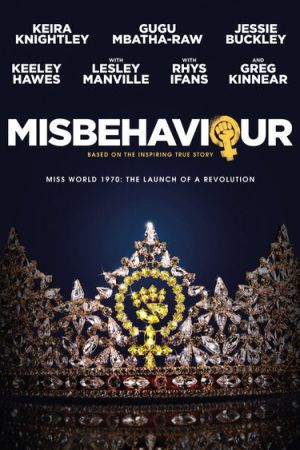 KEIRA KNIGHTLEY GUGU MBATHA-RAW JESSIE BUCKLEY
KEELEY HAWES WITH LESLEY MANVILLE WITH RHYS IFANS AND GREG KINNEAR
MISBEHAVIOUR
BASED ON THE INSPIRING TRUE STORY
MISS WORLD 1970: THE LAUNCH OF A REVOLUTION